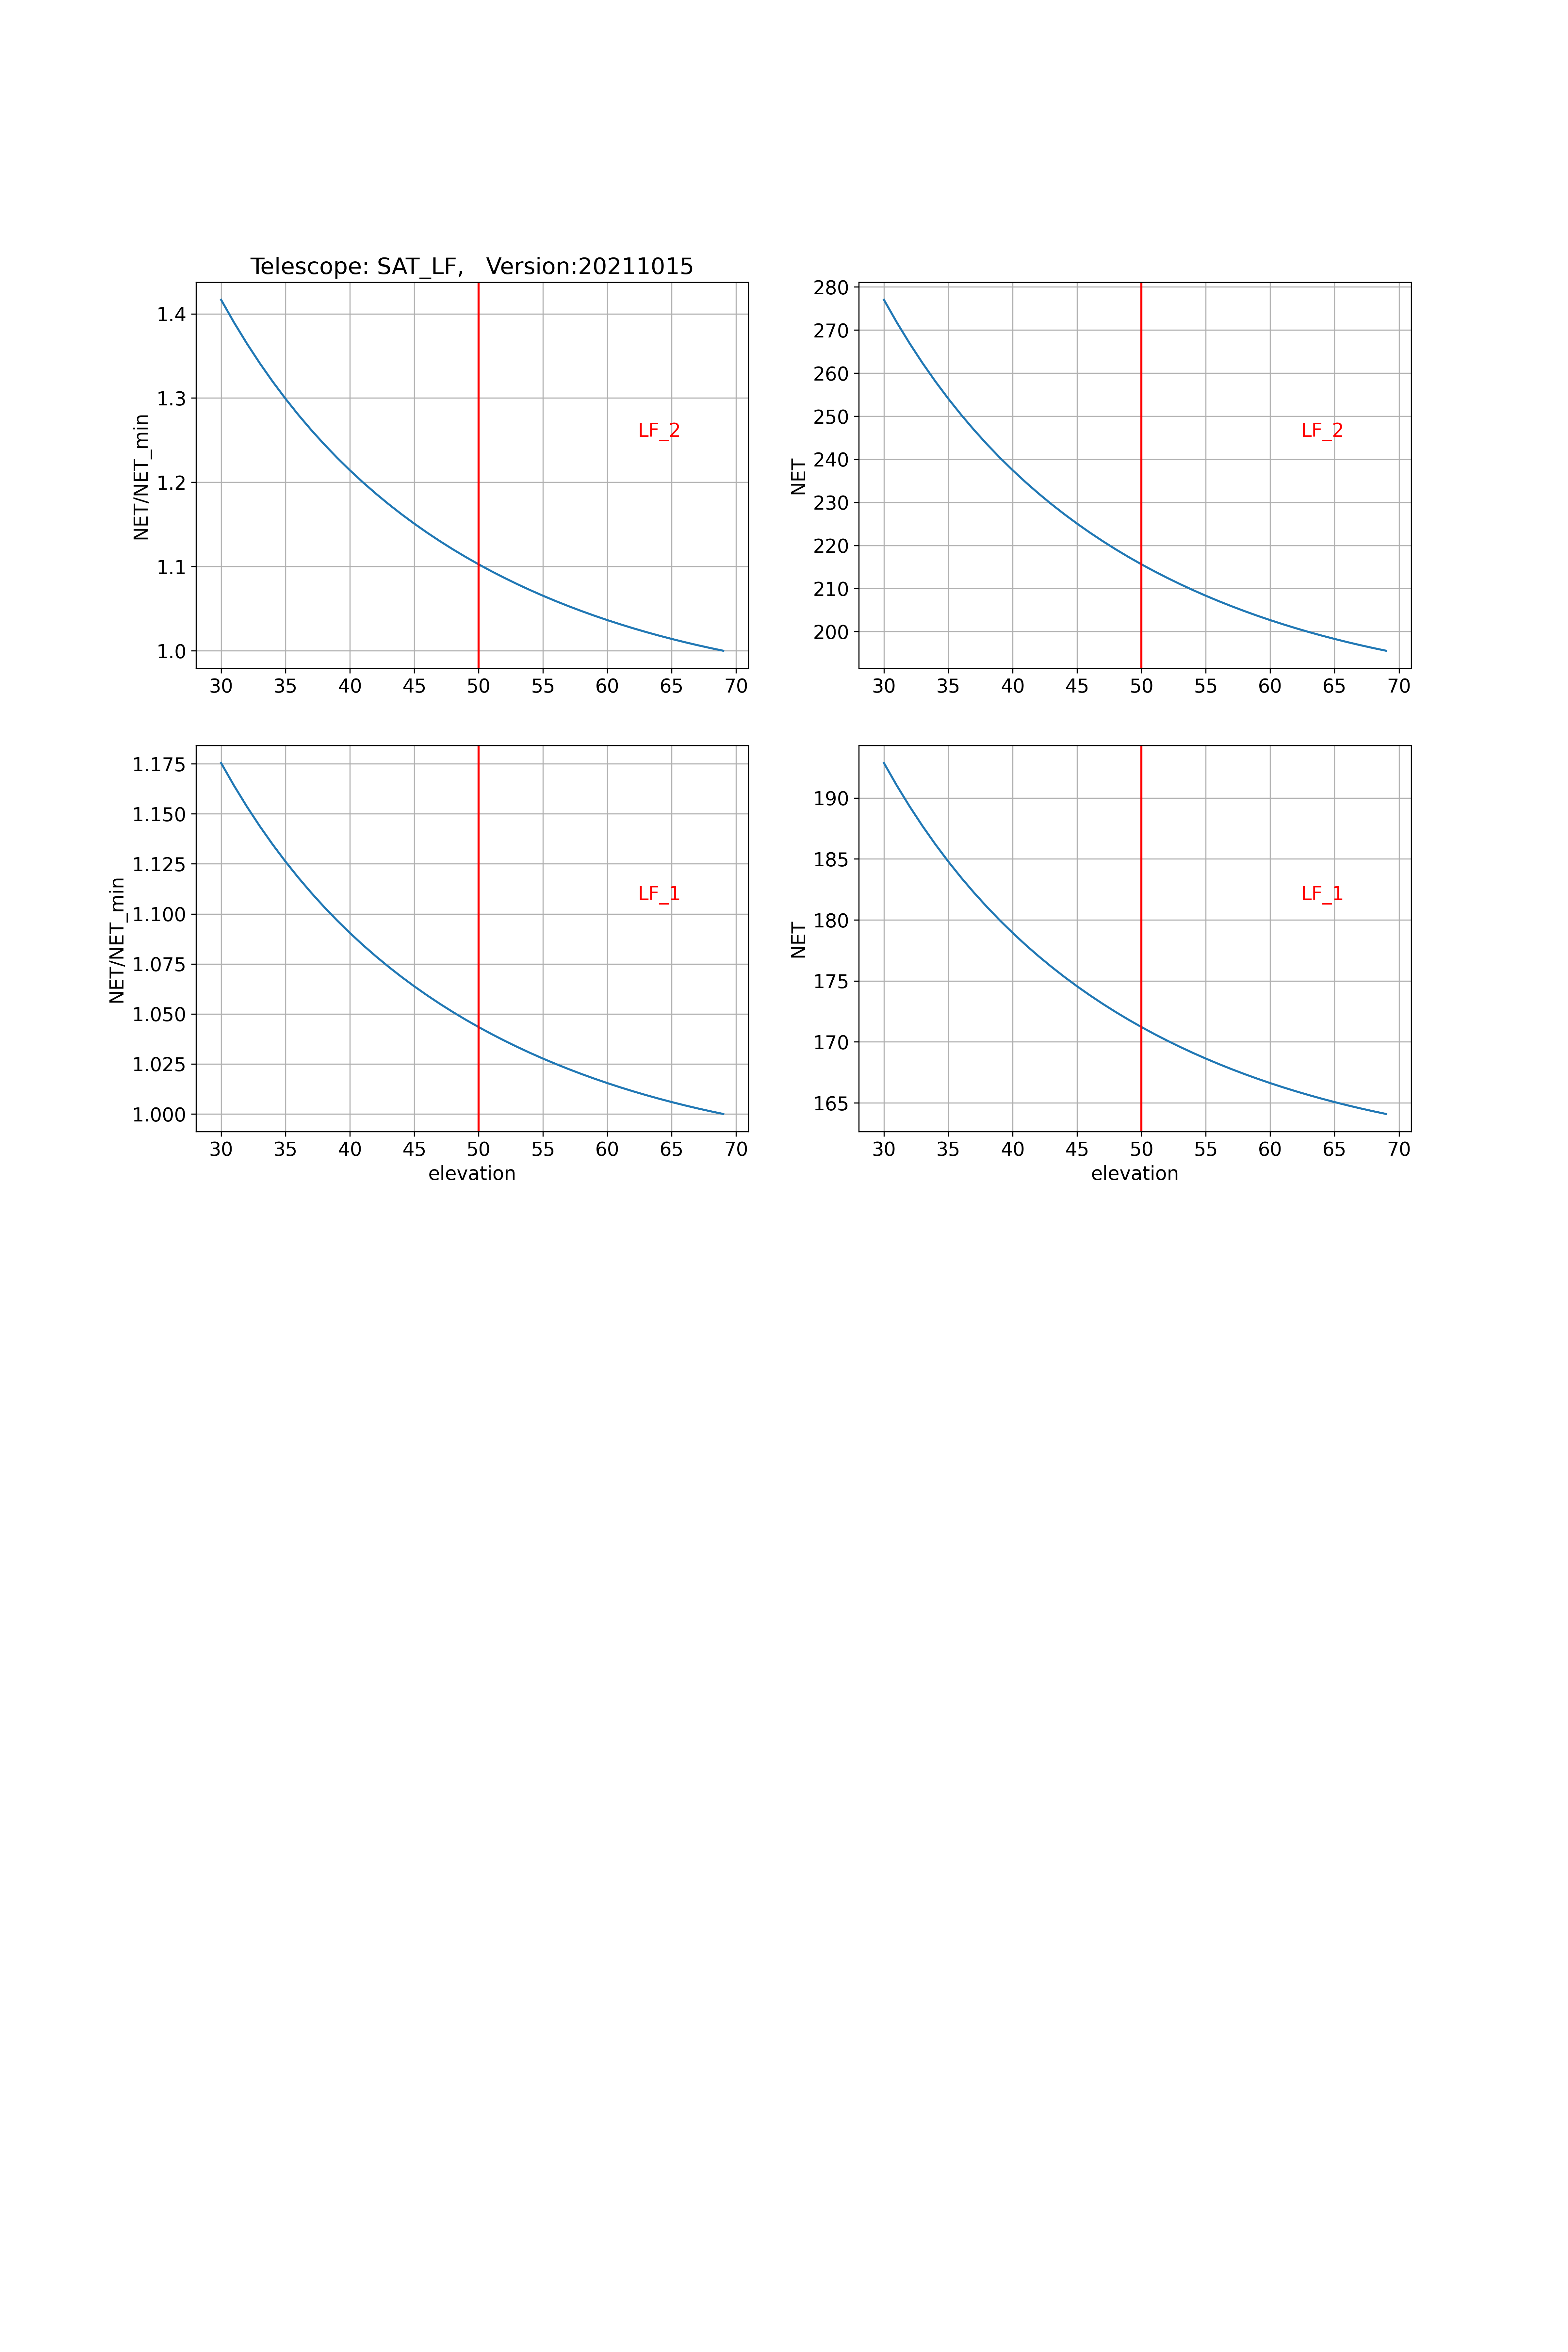 Telescope: SAT_LF,   Version:20211015
NET/NET_min
1.4
1.3
1.2
1.1
1.0
LF_2
30 35 40 45 50 55 60 65 70
NET
280
270
260
250
240
230
220
210
200
LF_2
30 35 40 45 50 55 60 65 70
NET/NET_min
1.175
1.150
1.125
1.100
1.075
1.050
1.025
1.000
LF_1
30 35 40 45 50 55 60 65 70
elevation
NET
190
185
180
175
170
165
LF_1
30 35 40 45 50 55 60 65 70
elevation